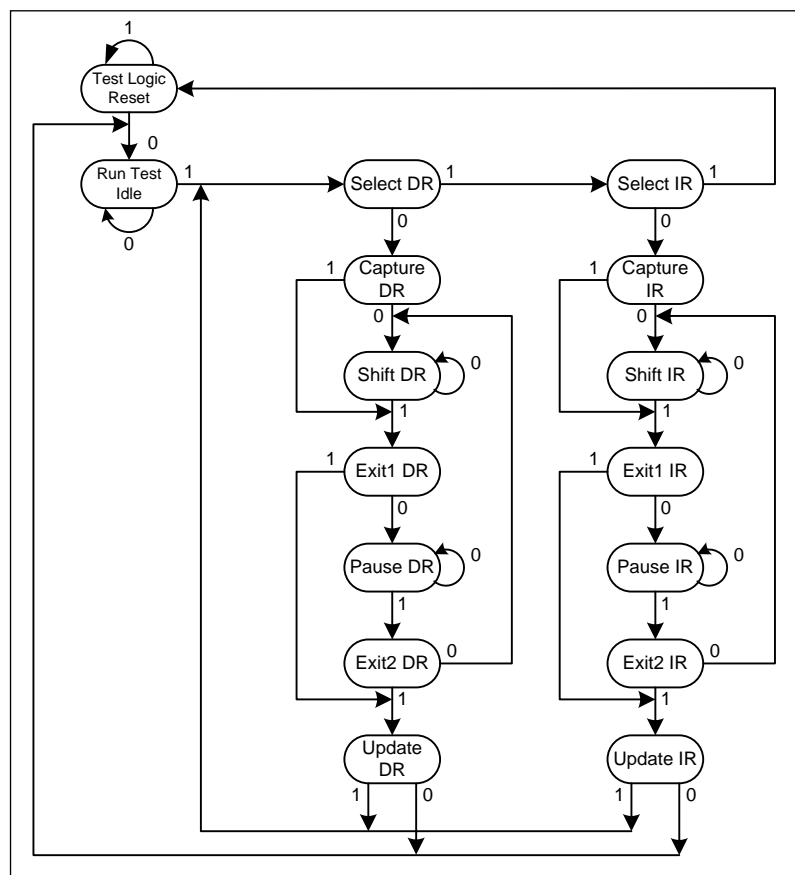 1
Test Logic
Reset
0
Run Test
Idle
1
0
Select DR
1
0
Select IR
1
0
Capture
DR
1
0
Capture
IR
1
0
Shift DR
0
1
Shift IR
0
1
Exit1 DR
1
0
Exit1 IR
1
0
Pause DR
0
1
Pause IR
0
1
Exit2 DR
0
1
Exit2 IR
0
1
Update
DR
1
0
Update IR
1
0